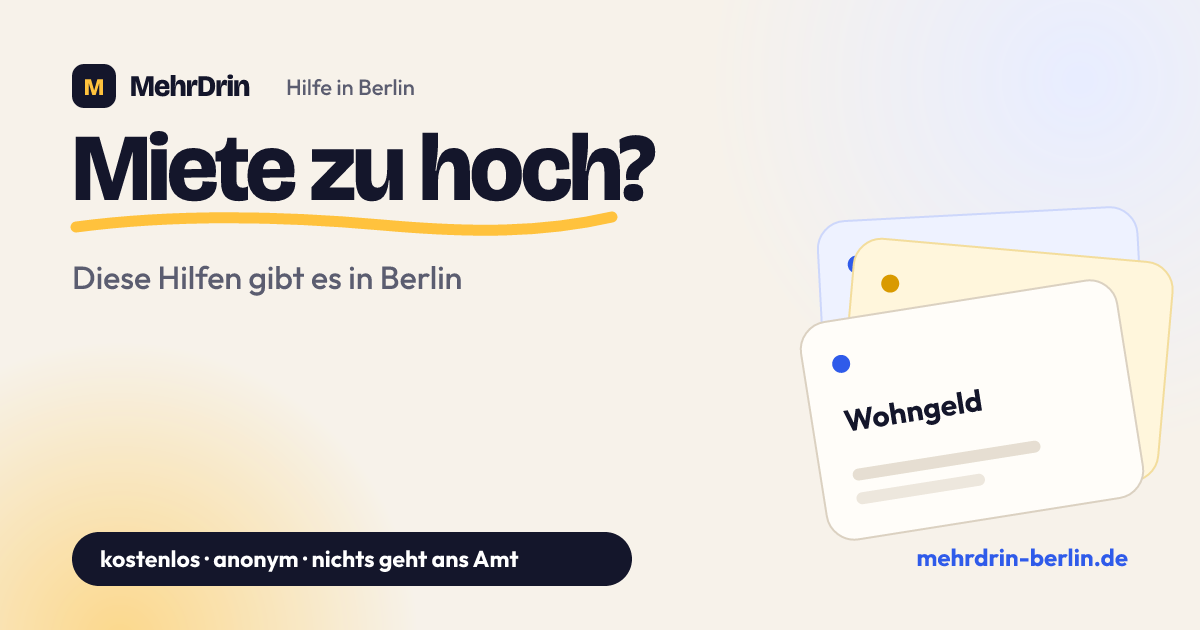 M MehrDrin Hilfe in Berlin
Miete zu hoch?
Diese Hilfen gibt es in Berlin
Wohngeld
kostenlos · anonym · nichts geht ans Amt
mehrdrin-berlin.de